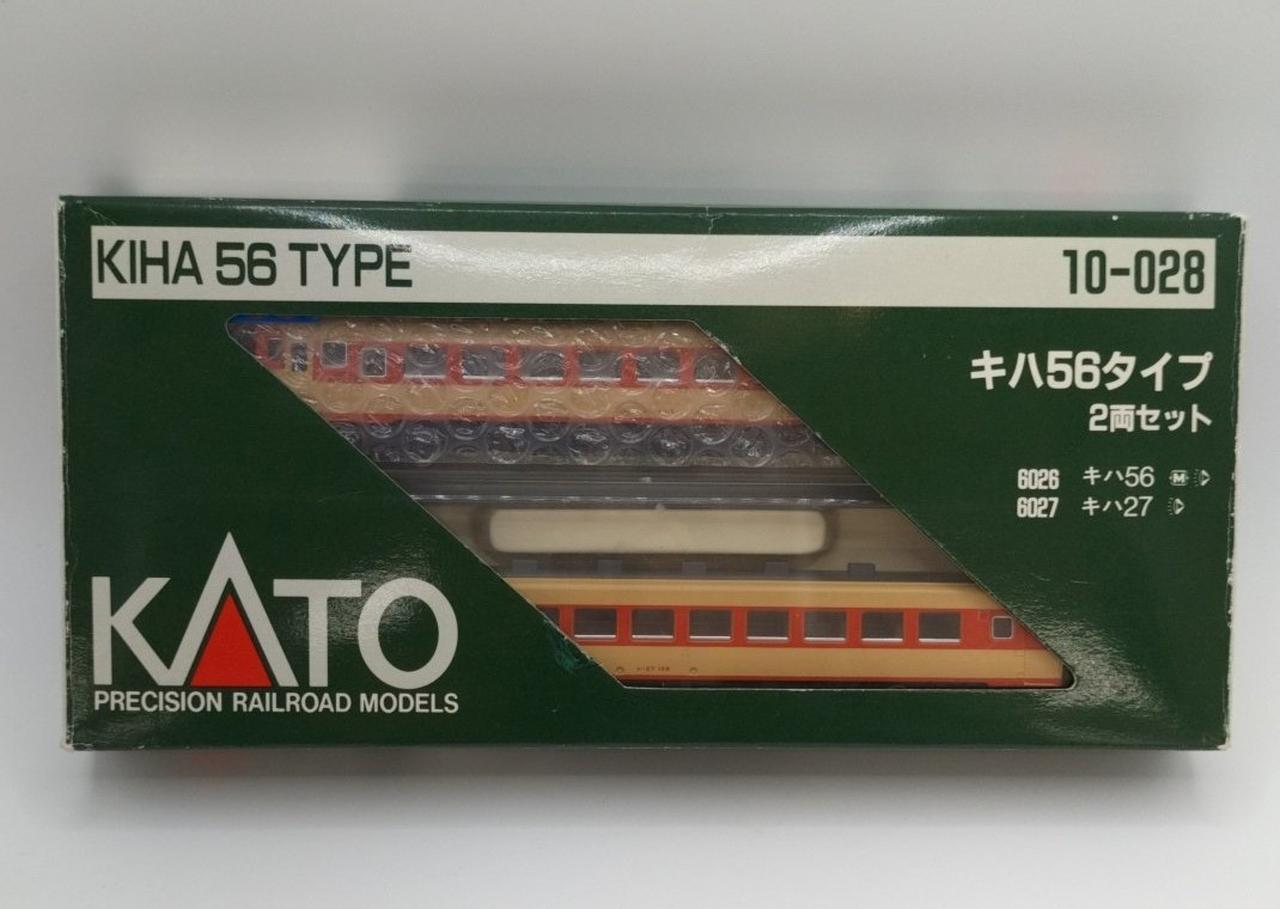 KIHA 56 TYPE
10-028
キハ56タイプ
2両セット
6026 キハ56 M
6027 キハ27
KATO
PRECISION RAILROAD MODELS